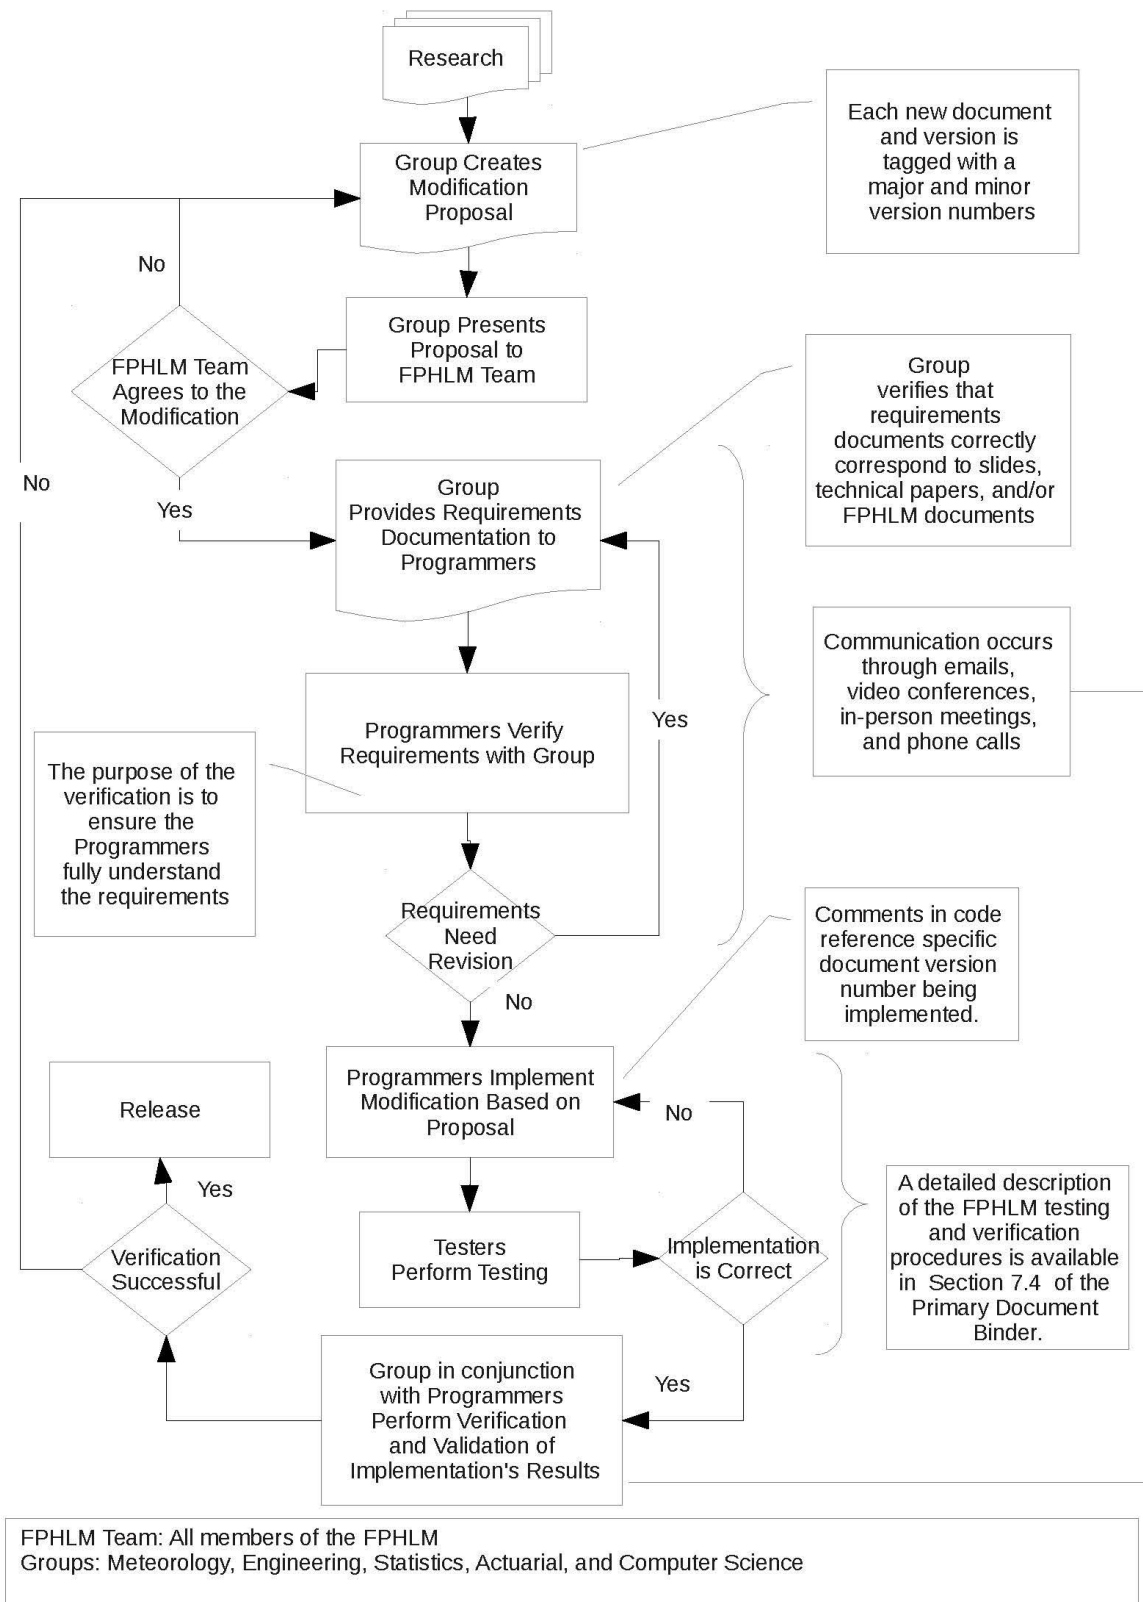 Research
Each new document
and version is
tagged with a
major and minor
version numbers
Group Creates
Modification
Proposal
No
Group Presents
Proposal to
FPHLM Team
FPHLM Team
Agrees to the
Modification
Group
verifies that
requirements
documents correctly
correspond to slides,
technical papers, and/or
FPHLM documents
No
Yes
Group
Provides Requirements
Documentation to
Programmers
Communication occurs
through emails,
video conferences,
in-person meetings,
and phone calls
Yes
Programmers Verify
Requirements with Group
The purpose of the
verification is to
ensure the
Programmers
fully understand
the requirements
Requirements
Need
Revision
Comments in code
reference specific
document version
number being
implemented.
No
Programmers Implement
Modification Based on
Proposal
No
Release
Yes
Testers
Perform Testing
Implementation
is Correct
A detailed description
of the FPHLM testing
and verification
procedures is available
in Section 7.4 of the
Primary Document
Binder.
Verification
Successful
Yes
Group in conjunction
with Programmers
Perform Verification
and Validation of
Implementation's Results
FPHLM Team: All members of the FPHLM
Groups: Meteorology, Engineering, Statistics, Actuarial, and Computer Science